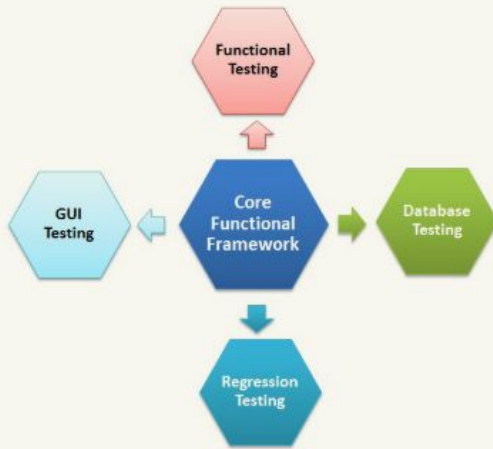 Functional
Testing
GUI
Testing
Core
Functional
Framework
Database
Testing
Regression
Testing